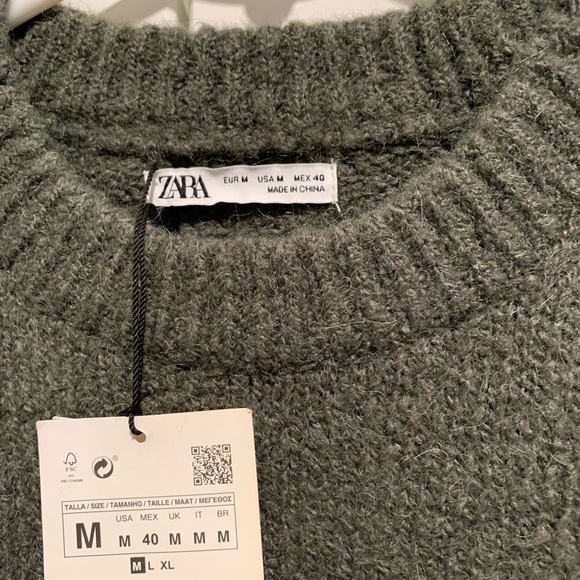 ZARA EUR M USA M MEX 40
MADE IN CHINA
FSC
TALLA / SIZE / TAMANHO / TAILLE / MAAT / ΜΕΓΕΘΟΣ
M USA MEX UK IT BR
M 40 M M M
M L XL